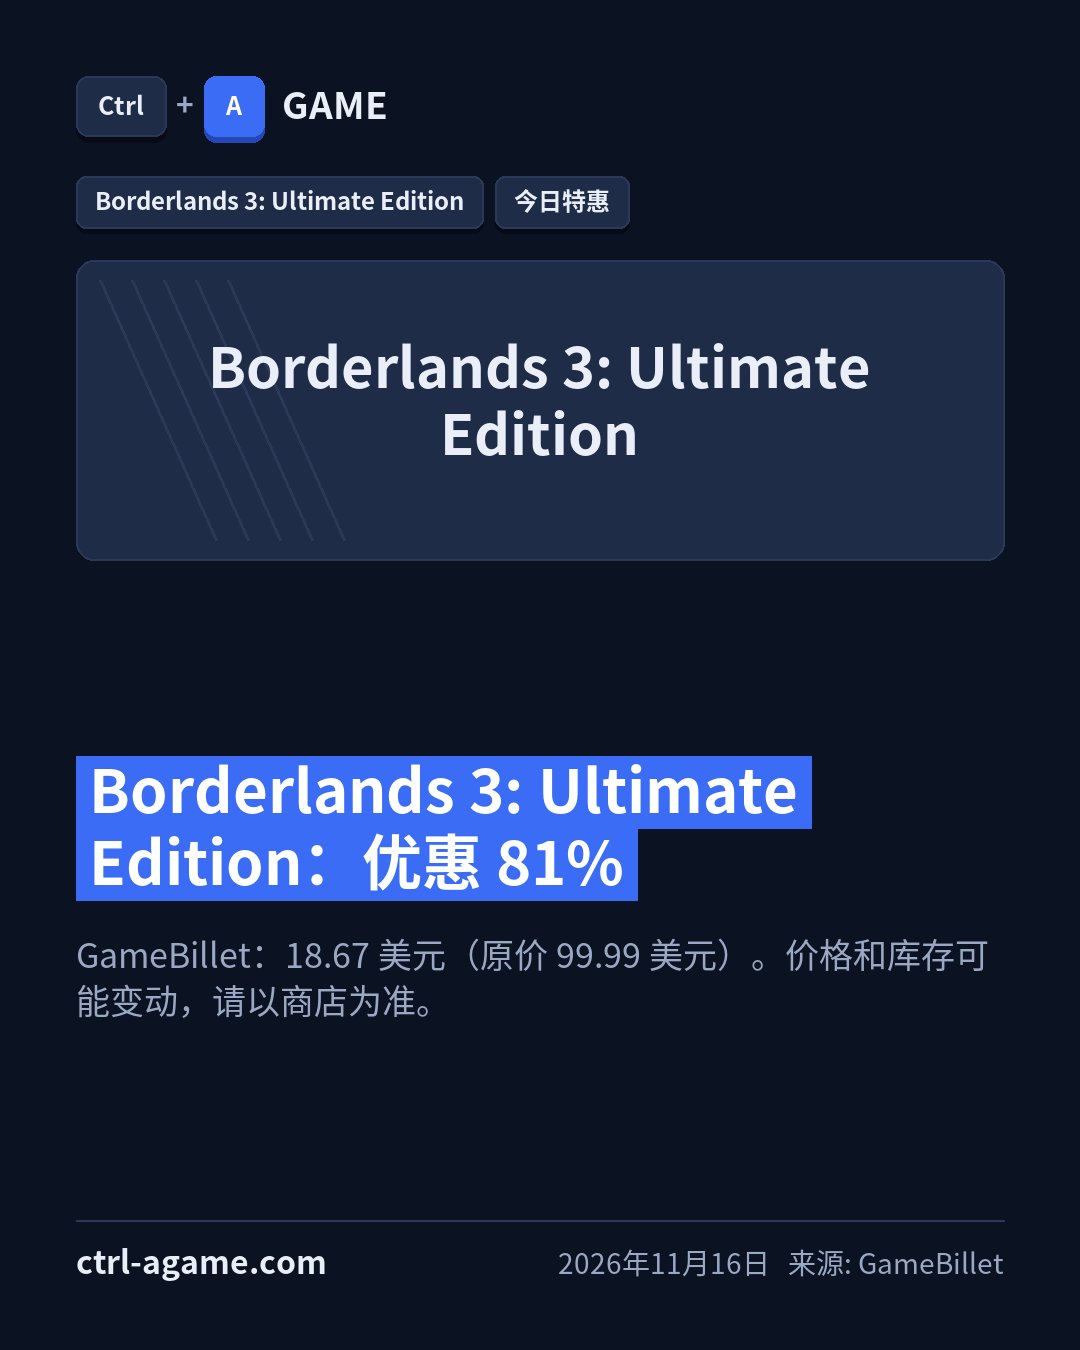 Ctrl + A GAME
Borderlands 3: Ultimate Edition 今日特惠
Borderlands 3: Ultimate
Edition
Borderlands 3: Ultimate
Edition：优惠 81%
GameBillet：18.67 美元（原价 99.99 美元）。价格和库存可
能变动，请以商店为准。
ctrl-agame.com 2026年11月16日 来源: GameBillet